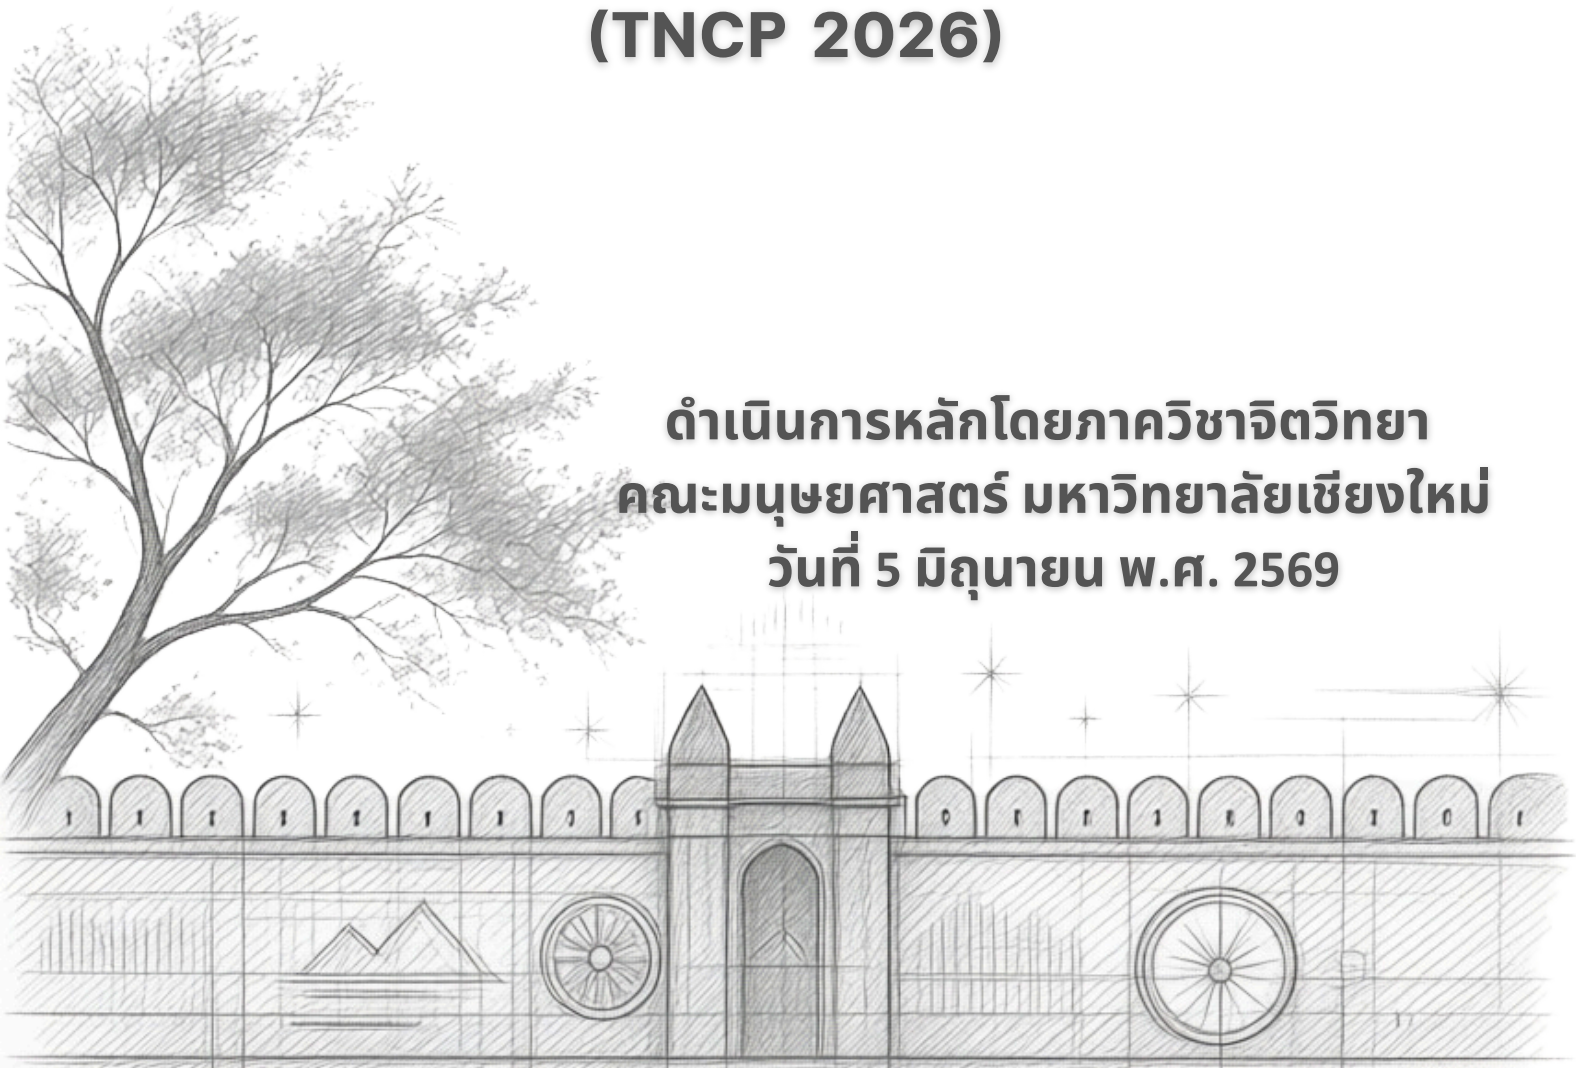 (TNCP 2026)
ดำเนินการหลักโดยภาควิชาจิตวิทยา
คณะมนุษยศาสตร์ มหาวิทยาลัยเชียงใหม่
วันที่ 5 มิถุนายน พ.ศ. 2569